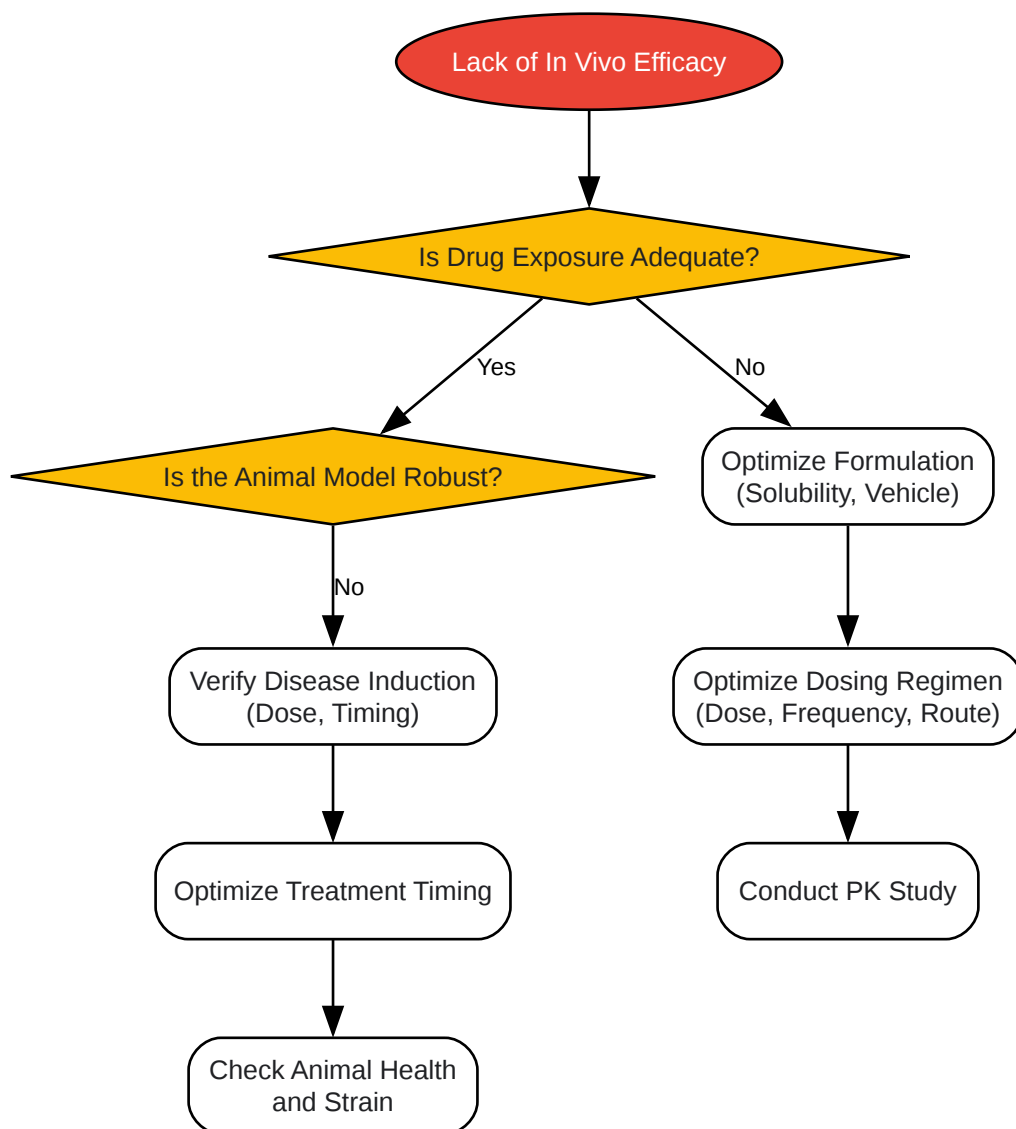 Lack of In Vivo Efficacy
Is Drug Exposure Adequate?
Yes
No
Is the Animal Model Robust?
Optimize Formulation
(Solubility, Vehicle)
No
Verify Disease Induction
(Dose, Timing)
Optimize Dosing Regimen
(Dose, Frequency, Route)
Optimize Treatment Timing
Conduct PK Study
Check Animal Health
and Strain